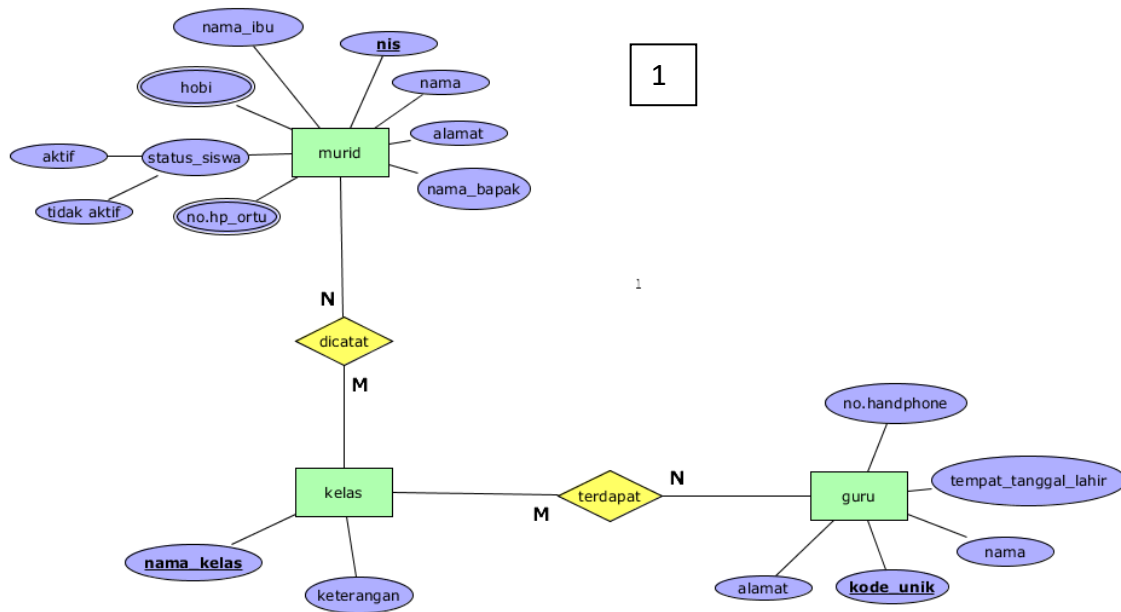 nama_ibu
nis
1
hobi
nama
alamat
aktif
status_siswa
murid
nama_bapak
tidak aktif
no.hp_ortu
1
N
dicatat
M
no.handphone
kelas
terdapat
N
M
guru
tempat_tanggal_lahir
nama_kelas
keterangan
alamat
kode_unik
nama